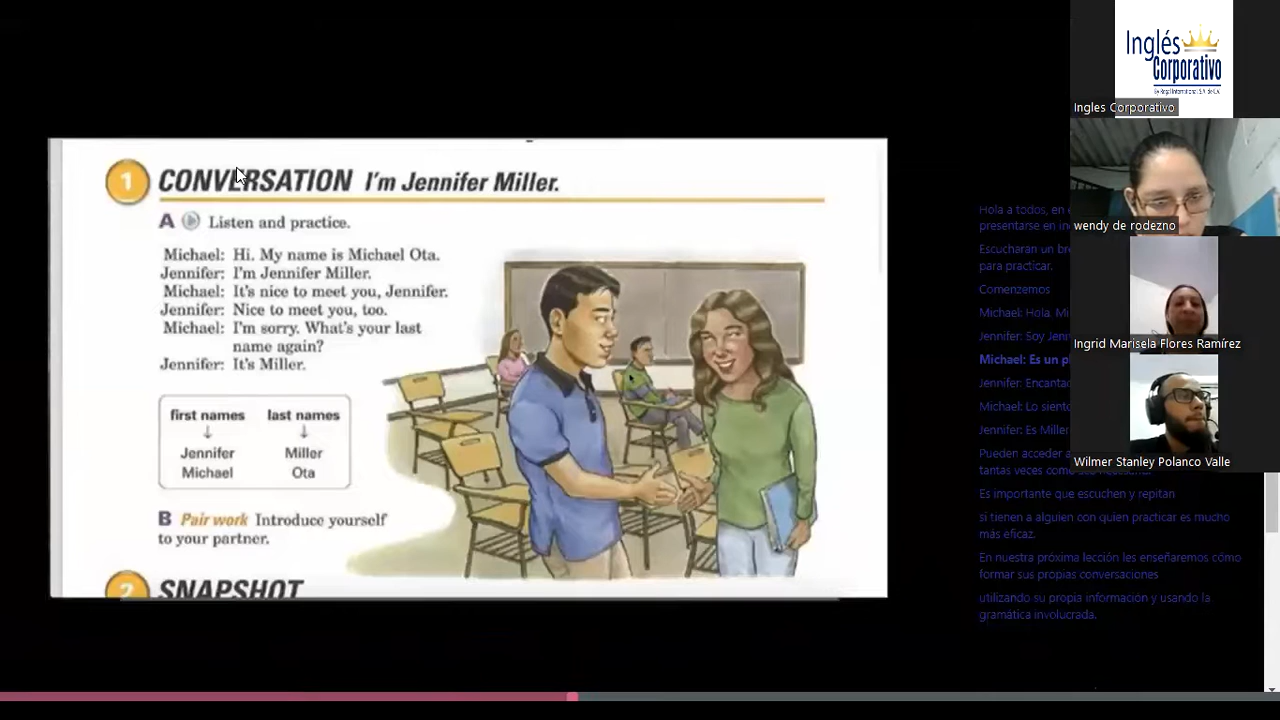 1 CONVERSATION I'm Jennifer Miller.
A Listen and practice.
Michael: Hi. My name is Michael Ota.
Jennifer: I'm Jennifer Miller.
Michael: It's nice to meet you, Jennifer.
Jennifer: Nice to meet you, too.
Michael: I'm sorry. What's your last
name again?
Jennifer: It's Miller.
first names last names
Jennifer Miller
Michael Ota
B Pair work Introduce yourself
to your partner.
2 SNAPSHOT
Hola a todos, en
presentarse en
Escucharán un
para practicar.
Comenzemos
Michael: Hola.
Jennifer: Soy
Michael: Es un
Jennifer:
Michael: Lo
Jennifer: Es Miller
Pueden acceder
tantas veces como
Es importante que escuchen y repitan
si tienen a alguien con quien practicar es mucho
más eficaz.
En nuestra próxima lección les enseñaremos cómo
formar sus propias conversaciones
utilizando su propia información y usando la
gramática involucrada.
Inglés
Corporativo
Ingles Corporativo
wendy de rodezno
Ingrid Marisela Flores Ramírez
Wilmer Stanley Polanco Valle